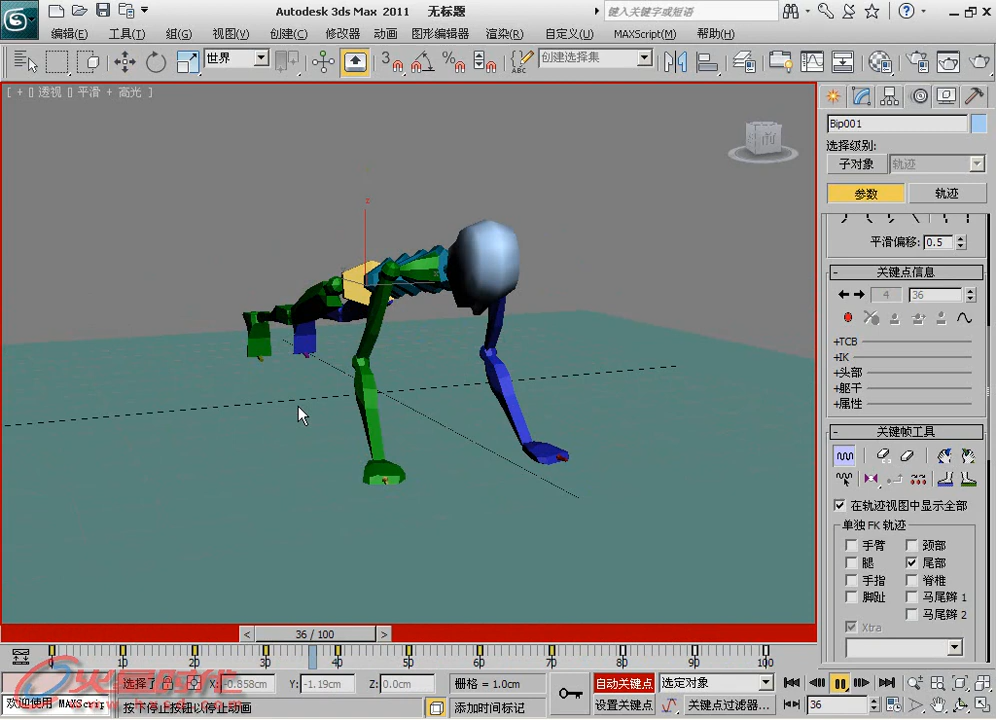 Autodesk 3ds Max 2011 无标题
键入关键字或短语
编辑(E) 工具(T) 组(G) 视图(V) 创建(C) 修改器 动画 图形编辑器 渲染(R) 自定义(U) MAXScript(M) 帮助(H)
世界 3 创建选择集
[ + [] 透视 [] 平滑 + 高光 ]
z
Bip001
选择级别:
子对象 轨迹
参数 轨迹
平滑偏移: 0.5
- 关键点信息
4 36
+TCB
+IK
+头部
+躯干
+属性
- 关键帧工具
在轨迹视图中显示全部
单独 FK 轨迹
手臂 颈部
腿 尾部
手指 脊椎
脚趾 马尾辫 1
马尾辫 2
Xtra
< 36 / 100 >
0 10 20 30 40 50 60 70 80 90 100
选择了 X: -0.858cm Y: -1.19cm Z: 0.0cm 栅格 = 1.0cm 自动关键点 选定对象
欢迎使用 MAXScrip 按下停止按钮以停止动画 添加时间标记 设置关键点 关键点过滤器... 36